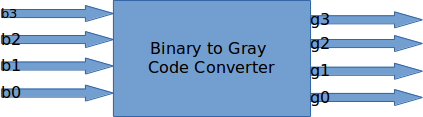 b3
b2
b1
b0
Binary to Gray
Code Converter
g3
g2
g1
g0